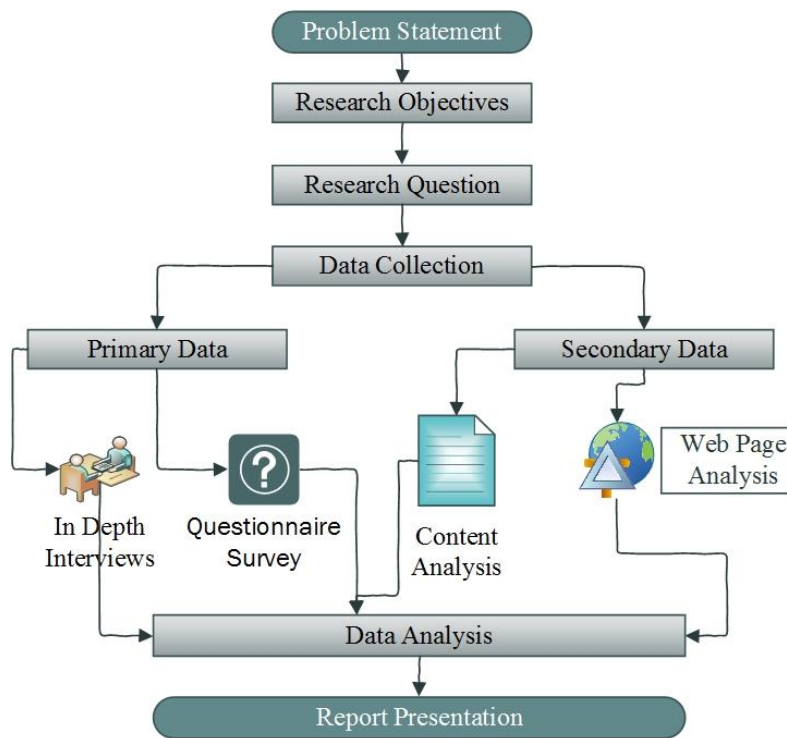 Problem Statement
Research Objectives
Research Question
Data Collection
Primary Data
Secondary Data
In Depth
Interviews
Questionnaire
Survey
Content
Analysis
Web Page
Analysis
Data Analysis
Report Presentation